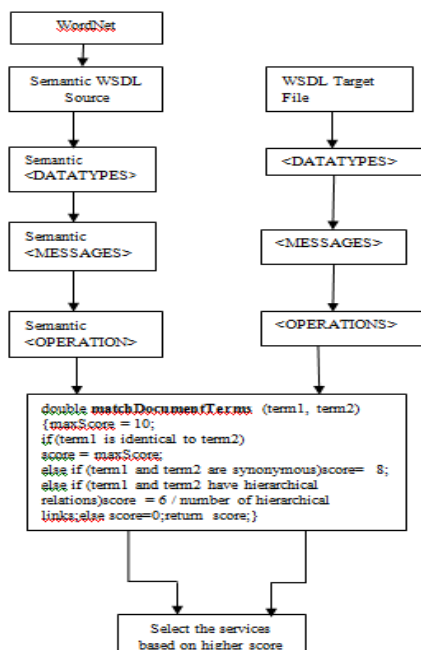 WordNet
Semantic WSDL
Source
WSDL Target
File
Semantic
<DATATYPES>
<DATATYPES>
Semantic
<MESSAGES>
<MESSAGES>
Semantic
<OPERATION>
<OPERATIONS>
double matchDocumentTerms (term1, term2)
{maxScore = 10;
if(term1 is identical to term2)
score = maxScore;
else if (term1 and term2 are synonymous)score= 8;
else if (term1 and term2 have hierarchical
relations)score = 6 / number of hierarchical
links;else score=0;return score;}
Select the services
based on higher score